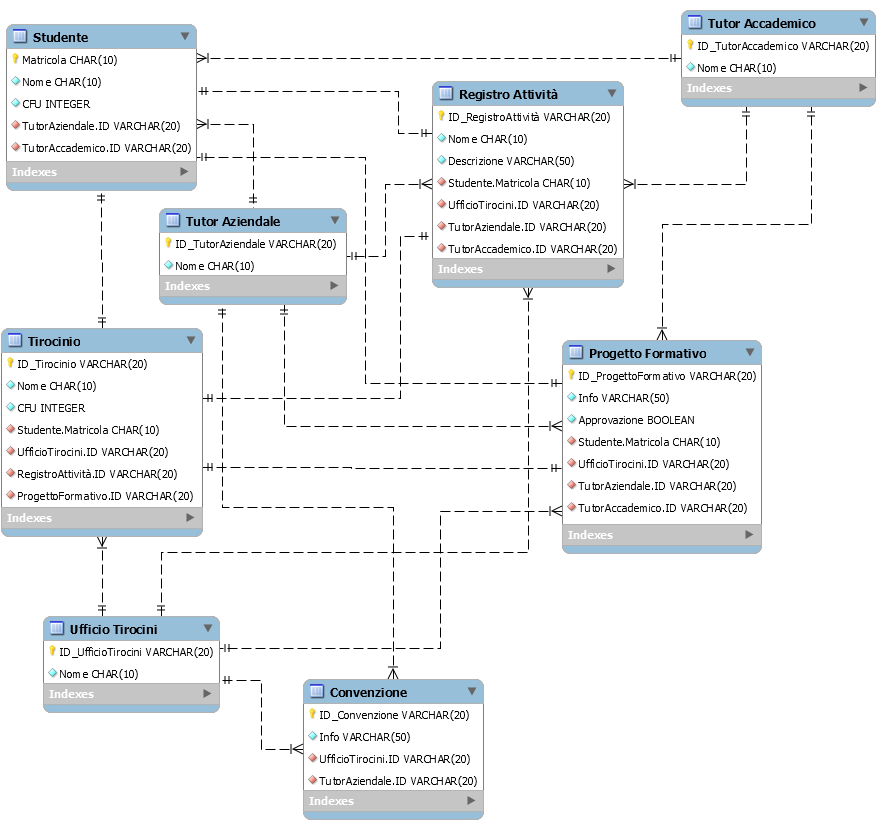 Studente
Matricola CHAR(10)
Nome CHAR(10)
CFU INTEGER
TutorAziendale.ID VARCHAR(20)
TutorAccademico.ID VARCHAR(20)
Indexes
Tutor Accademico
ID_TutorAccademico VARCHAR(20)
Nome CHAR(10)
Indexes
Registro Attività
ID_RegistroAttività VARCHAR(20)
Nome CHAR(10)
Descrizione VARCHAR(50)
Studente.Matricola CHAR(10)
UfficioTirocini.ID VARCHAR(20)
TutorAziendale.ID VARCHAR(20)
TutorAccademico.ID VARCHAR(20)
Indexes
Tutor Aziendale
ID_TutorAziendale VARCHAR(20)
Nome CHAR(10)
Indexes
Tirocinio
ID_Tirocinio VARCHAR(20)
Nome CHAR(10)
CFU INTEGER
Studente.Matricola CHAR(10)
UfficioTirocini.ID VARCHAR(20)
RegistroAttività.ID VARCHAR(20)
ProgettoFormativo.ID VARCHAR(20)
Indexes
Progetto Formativo
ID_ProgettoFormativo VARCHAR(20)
Info VARCHAR(50)
Approvazione BOOLEAN
Studente.Matricola CHAR(10)
UfficioTirocini.ID VARCHAR(20)
TutorAziendale.ID VARCHAR(20)
TutorAccademico.ID VARCHAR(20)
Indexes
Ufficio Tirocini
ID_UfficioTirocini VARCHAR(20)
Nome CHAR(10)
Indexes
Convenzione
ID_Convenzione VARCHAR(20)
Info VARCHAR(50)
UfficioTirocini.ID VARCHAR(20)
TutorAziendale.ID VARCHAR(20)
Indexes